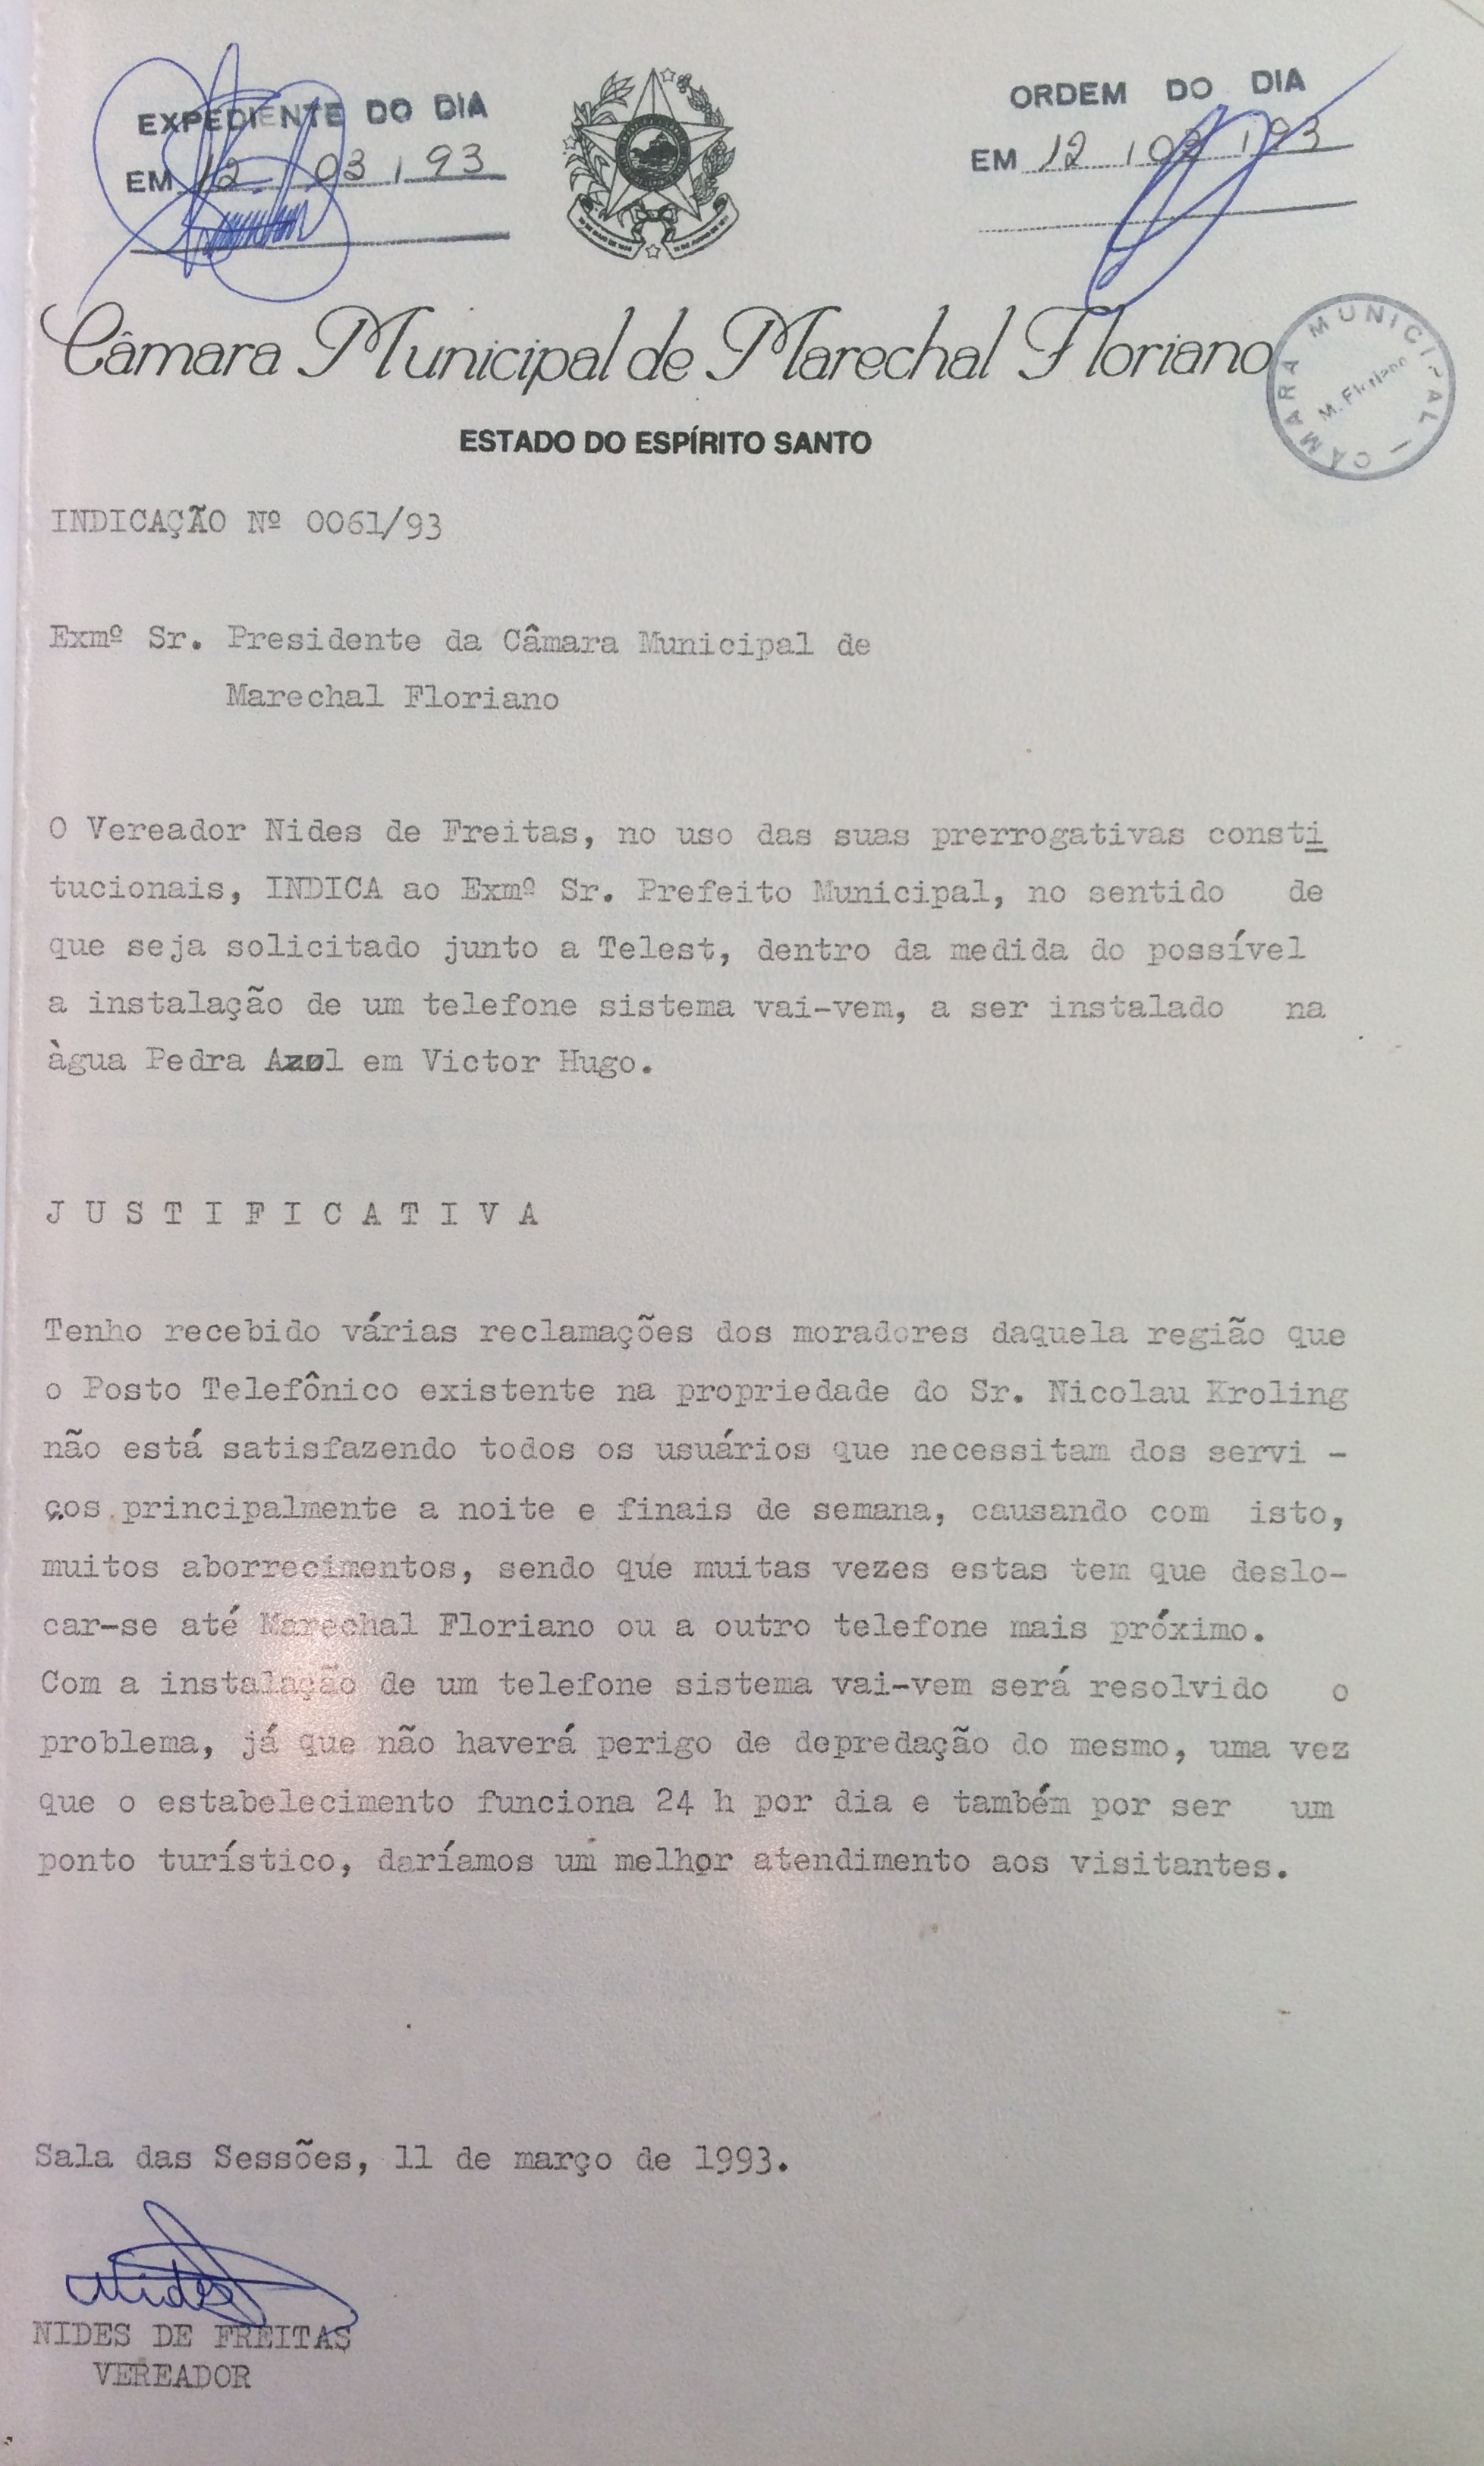 EXPEDIENTE DO DIA
EM 12 / 03 / 93
ORDEM DO DIA
EM 12 / 03 / 93
Câmara Municipal de Marechal Floriano
CÂMARA MUNICIPAL
M. Floriano
ESTADO DO ESPÍRITO SANTO
INDICAÇÃO Nº 0061/93
Exmº Sr. Presidente da Câmara Municipal de
Marechal Floriano
O Vereador Nides de Freitas, no uso das suas prerrogativas consti
tucionais, INDICA ao Exmº Sr. Prefeito Municipal, no sentido de
que seja solicitado junto a Telest, dentro da medida do possível
a instalação de um telefone sistema vai-vem, a ser instalado na
àgua Pedra Azul em Victor Hugo.
J U S T I F I C A T I V A
Tenho recebido várias reclamações dos moradores daquela região que
o Posto Telefônico existente na propriedade do Sr. Nicolau Kroling
não está satisfazendo todos os usuários que necessitam dos servi -
ços principalmente a noite e finais de semana, causando com isto,
muitos aborrecimentos, sendo que muitas vezes estas tem que deslo-
car-se até Marechal Floriano ou a outro telefone mais próximo.
Com a instalação de um telefone sistema vai-vem será resolvido o
problema, já que não haverá perigo de depredação do mesmo, uma vez
que o estabelecimento funciona 24 h por dia e também por ser um
ponto turístico, daríamos um melhor atendimento aos visitantes.
Sala das Sessões, 11 de março de 1993.
Nides
NIDES DE FREITAS
VEREADOR